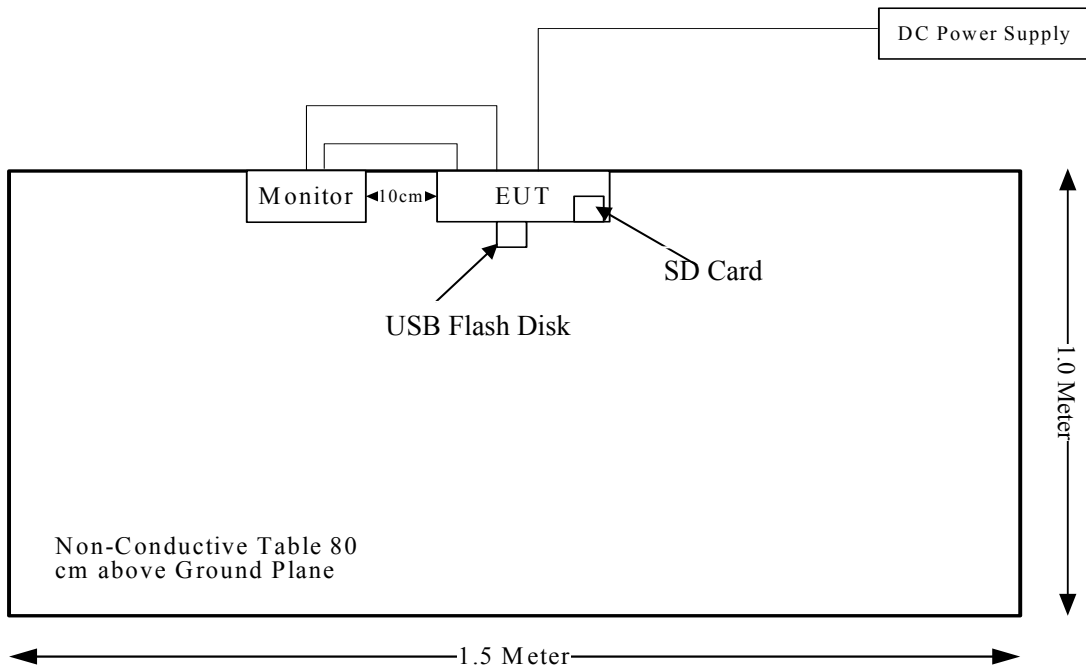 DC Power Supply
Monitor
10cm
EUT
SD Card
USB Flash Disk
1.0 Meter
Non-Conductive Table 80
cm above Ground Plane
1.5 Meter